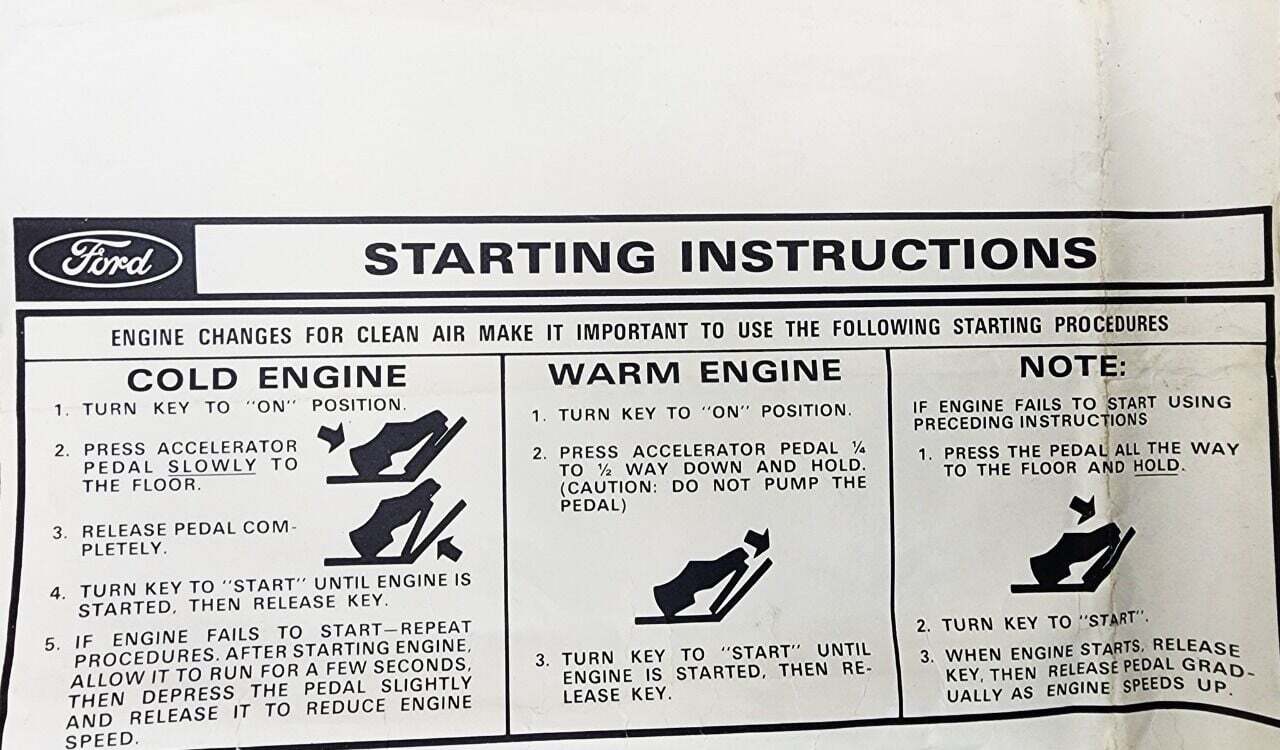 Ford
STARTING INSTRUCTIONS
ENGINE CHANGES FOR CLEAN AIR MAKE IT IMPORTANT TO USE THE FOLLOWING STARTING PROCEDURES
COLD ENGINE
1. TURN KEY TO "ON" POSITION.
2. PRESS ACCELERATOR
PEDAL SLOWLY TO
THE FLOOR.
3. RELEASE PEDAL COM-
PLETELY.
4. TURN KEY TO "START" UNTIL ENGINE IS
STARTED, THEN RELEASE KEY.
5. IF ENGINE FAILS TO START—REPEAT
PROCEDURES. AFTER STARTING ENGINE,
ALLOW IT TO RUN FOR A FEW SECONDS,
THEN DEPRESS THE PEDAL SLIGHTLY
AND RELEASE IT TO REDUCE ENGINE
SPEED.
WARM ENGINE
1. TURN KEY TO "ON" POSITION.
2. PRESS ACCELERATOR PEDAL ¼
TO ½ WAY DOWN AND HOLD.
(CAUTION: DO NOT PUMP THE
PEDAL)
3. TURN KEY TO "START" UNTIL
ENGINE IS STARTED, THEN RE-
LEASE KEY.
NOTE:
IF ENGINE FAILS TO START USING
PRECEDING INSTRUCTIONS
1. PRESS THE PEDAL ALL THE WAY
TO THE FLOOR AND HOLD.
2. TURN KEY TO "START".
3. WHEN ENGINE STARTS, RELEASE
KEY, THEN RELEASE PEDAL GRAD-
UALLY AS ENGINE SPEEDS UP.